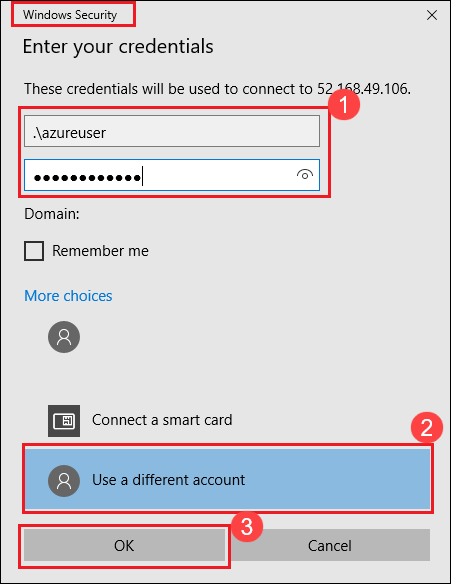 Windows Security
Enter your credentials
These credentials will be used to connect to 52.168.49.106.
1
.\azureuser
●●●●●●●●●●●●
Domain:
Remember me
More choices
Connect a smart card
2
Use a different account
3
OK
Cancel